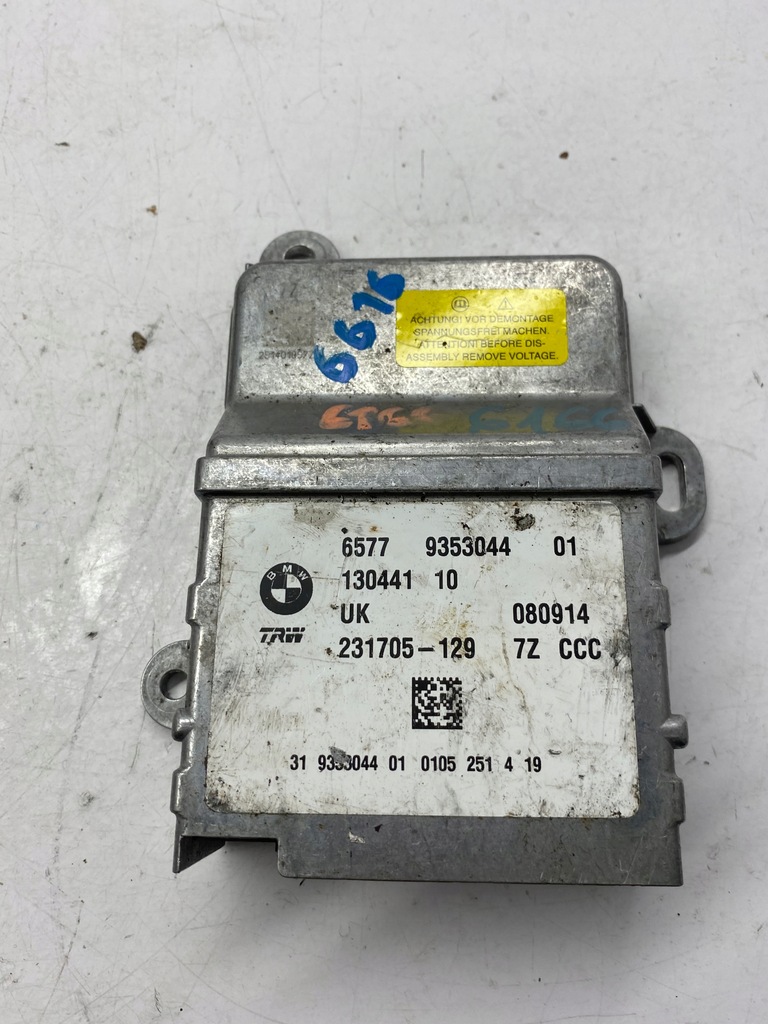 6616
ACHTUNG! VOR DEMONTAGE
SPANNUNGSFREI MACHEN.
ATTENTION! BEFORE DIS-
ASSEMBLY REMOVE VOLTAGE.
6577 9353044 01
BMW
130441 10
UK 080914
TRW
231705-129 7Z CCC
31 9353044 01 0105 251 4 19